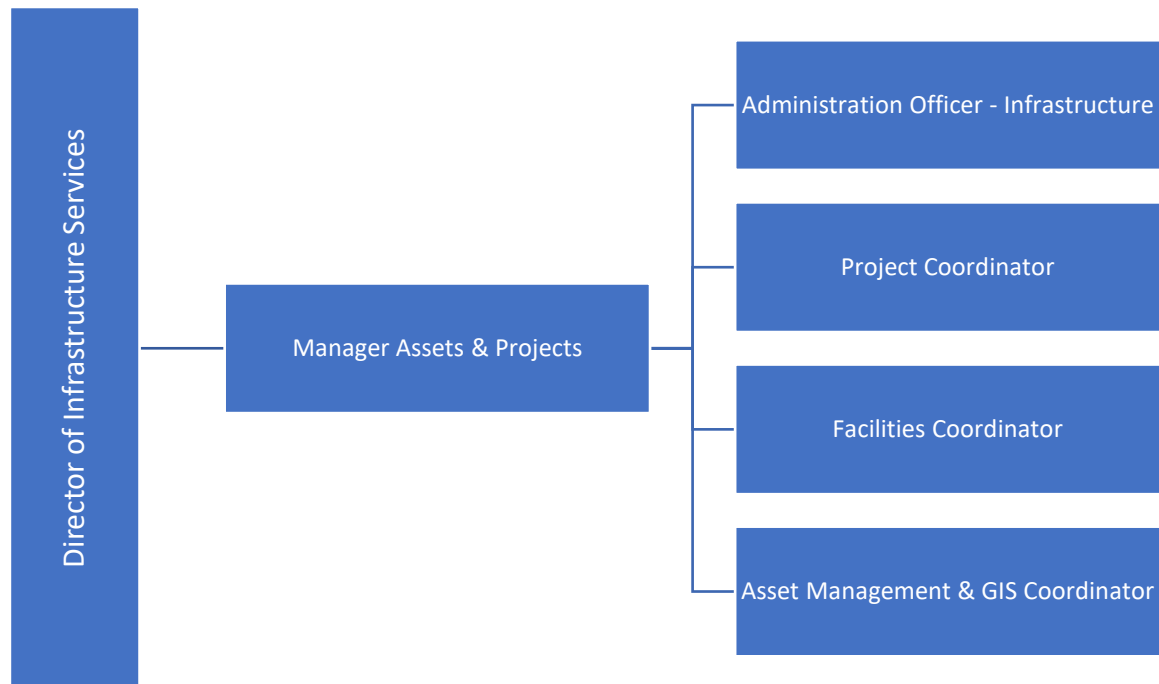 Director of Infrastructure Services
Manager Assets & Projects
Administration Officer - Infrastructure
Project Coordinator
Facilities Coordinator
Asset Management & GIS Coordinator